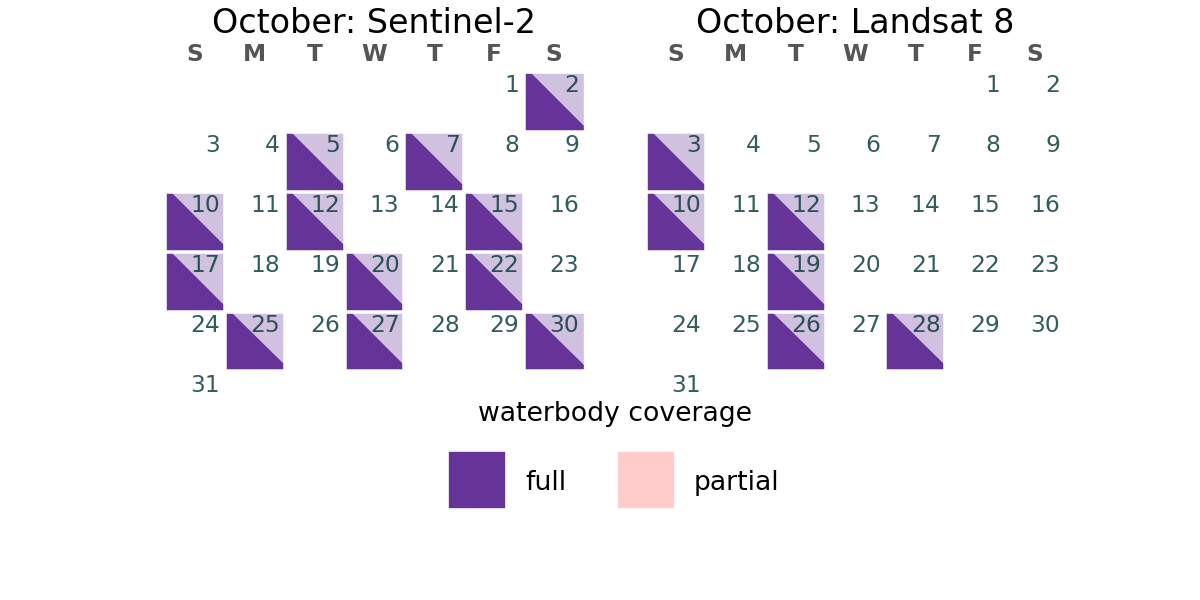 October: Sentinel-2
S M T W T F S
1 2
3 4 5 6 7 8 9
10 11 12 13 14 15 16
17 18 19 20 21 22 23
24 25 26 27 28 29 30
31
October: Landsat 8
S M T W T F S
1 2
3 4 5 6 7 8 9
10 11 12 13 14 15 16
17 18 19 20 21 22 23
24 25 26 27 28 29 30
31
waterbody coverage
full partial